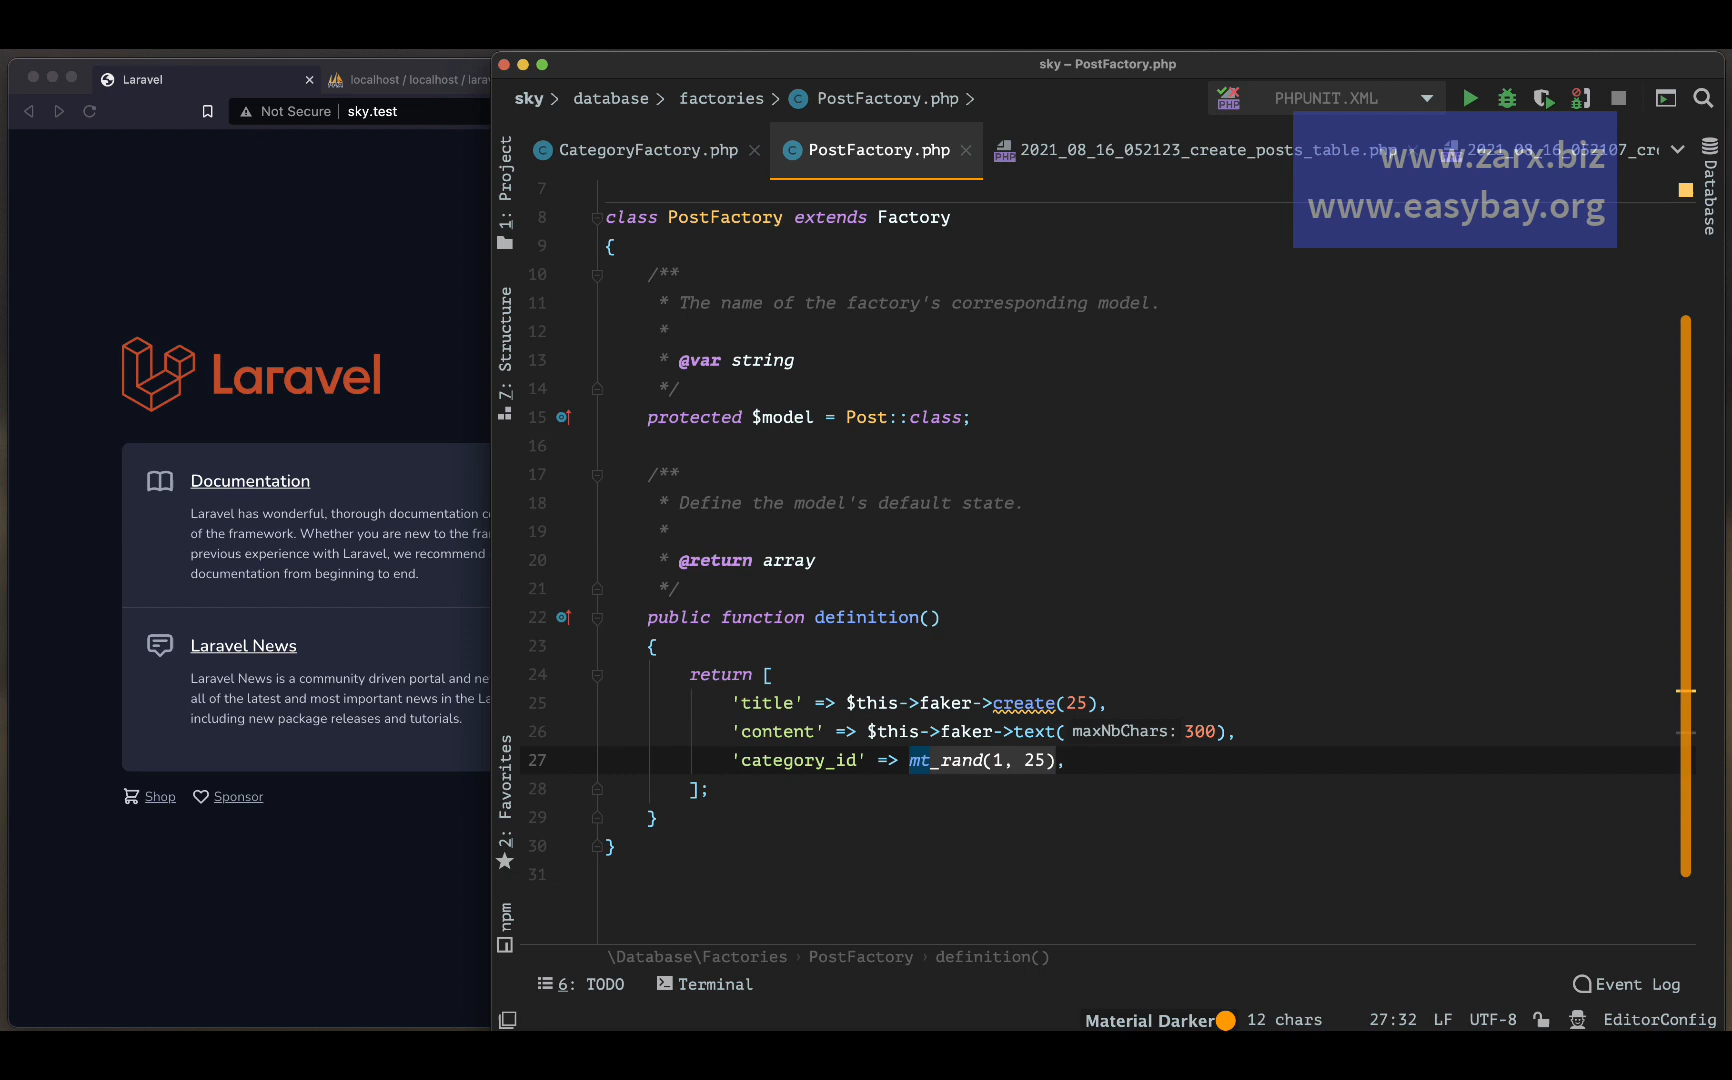 Laravel
localhost / localhost / larav
Not Secure
sky.test
Laravel
Documentation
Laravel has wonderful, thorough documentation c
of the framework. Whether you are new to the fra
previous experience with Laravel, we recommend
documentation from beginning to end.
Laravel News
Laravel News is a community driven portal and ne
all of the latest and most important news in the L
including new package releases and tutorials.
Shop
Sponsor
sky – PostFactory.php
sky > database > factories > PostFactory.php >
PHPUNIT.XML
CategoryFactory.php
PostFactory.php
2021_08_16_052123_create_posts_table.php
www.zarx.biz
www.easybay.org
1: Project
7: Structure
2: Favorites
npm
Database
7
8 class PostFactory extends Factory
9 {
10 /**
11 * The name of the factory's corresponding model.
12 *
13 * @var string
14 */
15 protected $model = Post::class;
16
17 /**
18 * Define the model's default state.
19 *
20 * @return array
21 */
22 public function definition()
23 {
24 return [
25 'title' => $this->faker->create(25),
26 'content' => $this->faker->text( maxNbChars: 300),
27 'category_id' => mt_rand(1, 25),
28 ];
29 }
30 }
31
\Database\Factories › PostFactory › definition()
6: TODO
Terminal
Event Log
Material Darker
12 chars
27:32
LF
UTF-8
EditorConfig